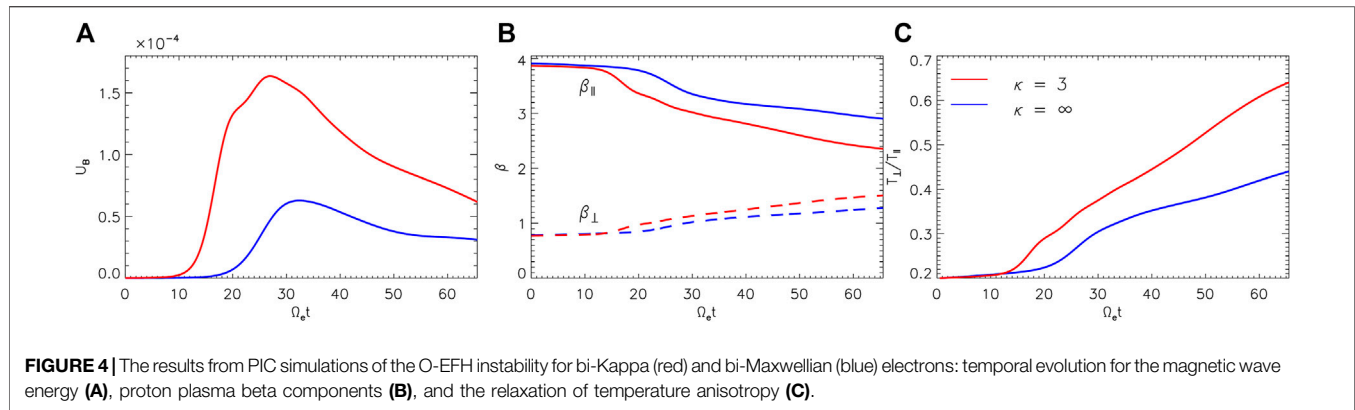 A
×10⁻⁴
1.5
1.0
0.5
0.0
U_B
0 10 20 30 40 50 60
Ω_e t
B
4
3
2
1
0
β
β_∥
β_⊥
0 10 20 30 40 50 60
Ω_e t
C
0.7
0.6
0.5
0.4
0.3
0.2
T_⊥/T_∥
κ = 3
κ = ∞
0 10 20 30 40 50 60
Ω_e t
FIGURE 4 | The results from PIC simulations of the O-EFH instability for bi-Kappa (red) and bi-Maxwellian (blue) electrons: temporal evolution for the magnetic wave
energy (A), proton plasma beta components (B), and the relaxation of temperature anisotropy (C).